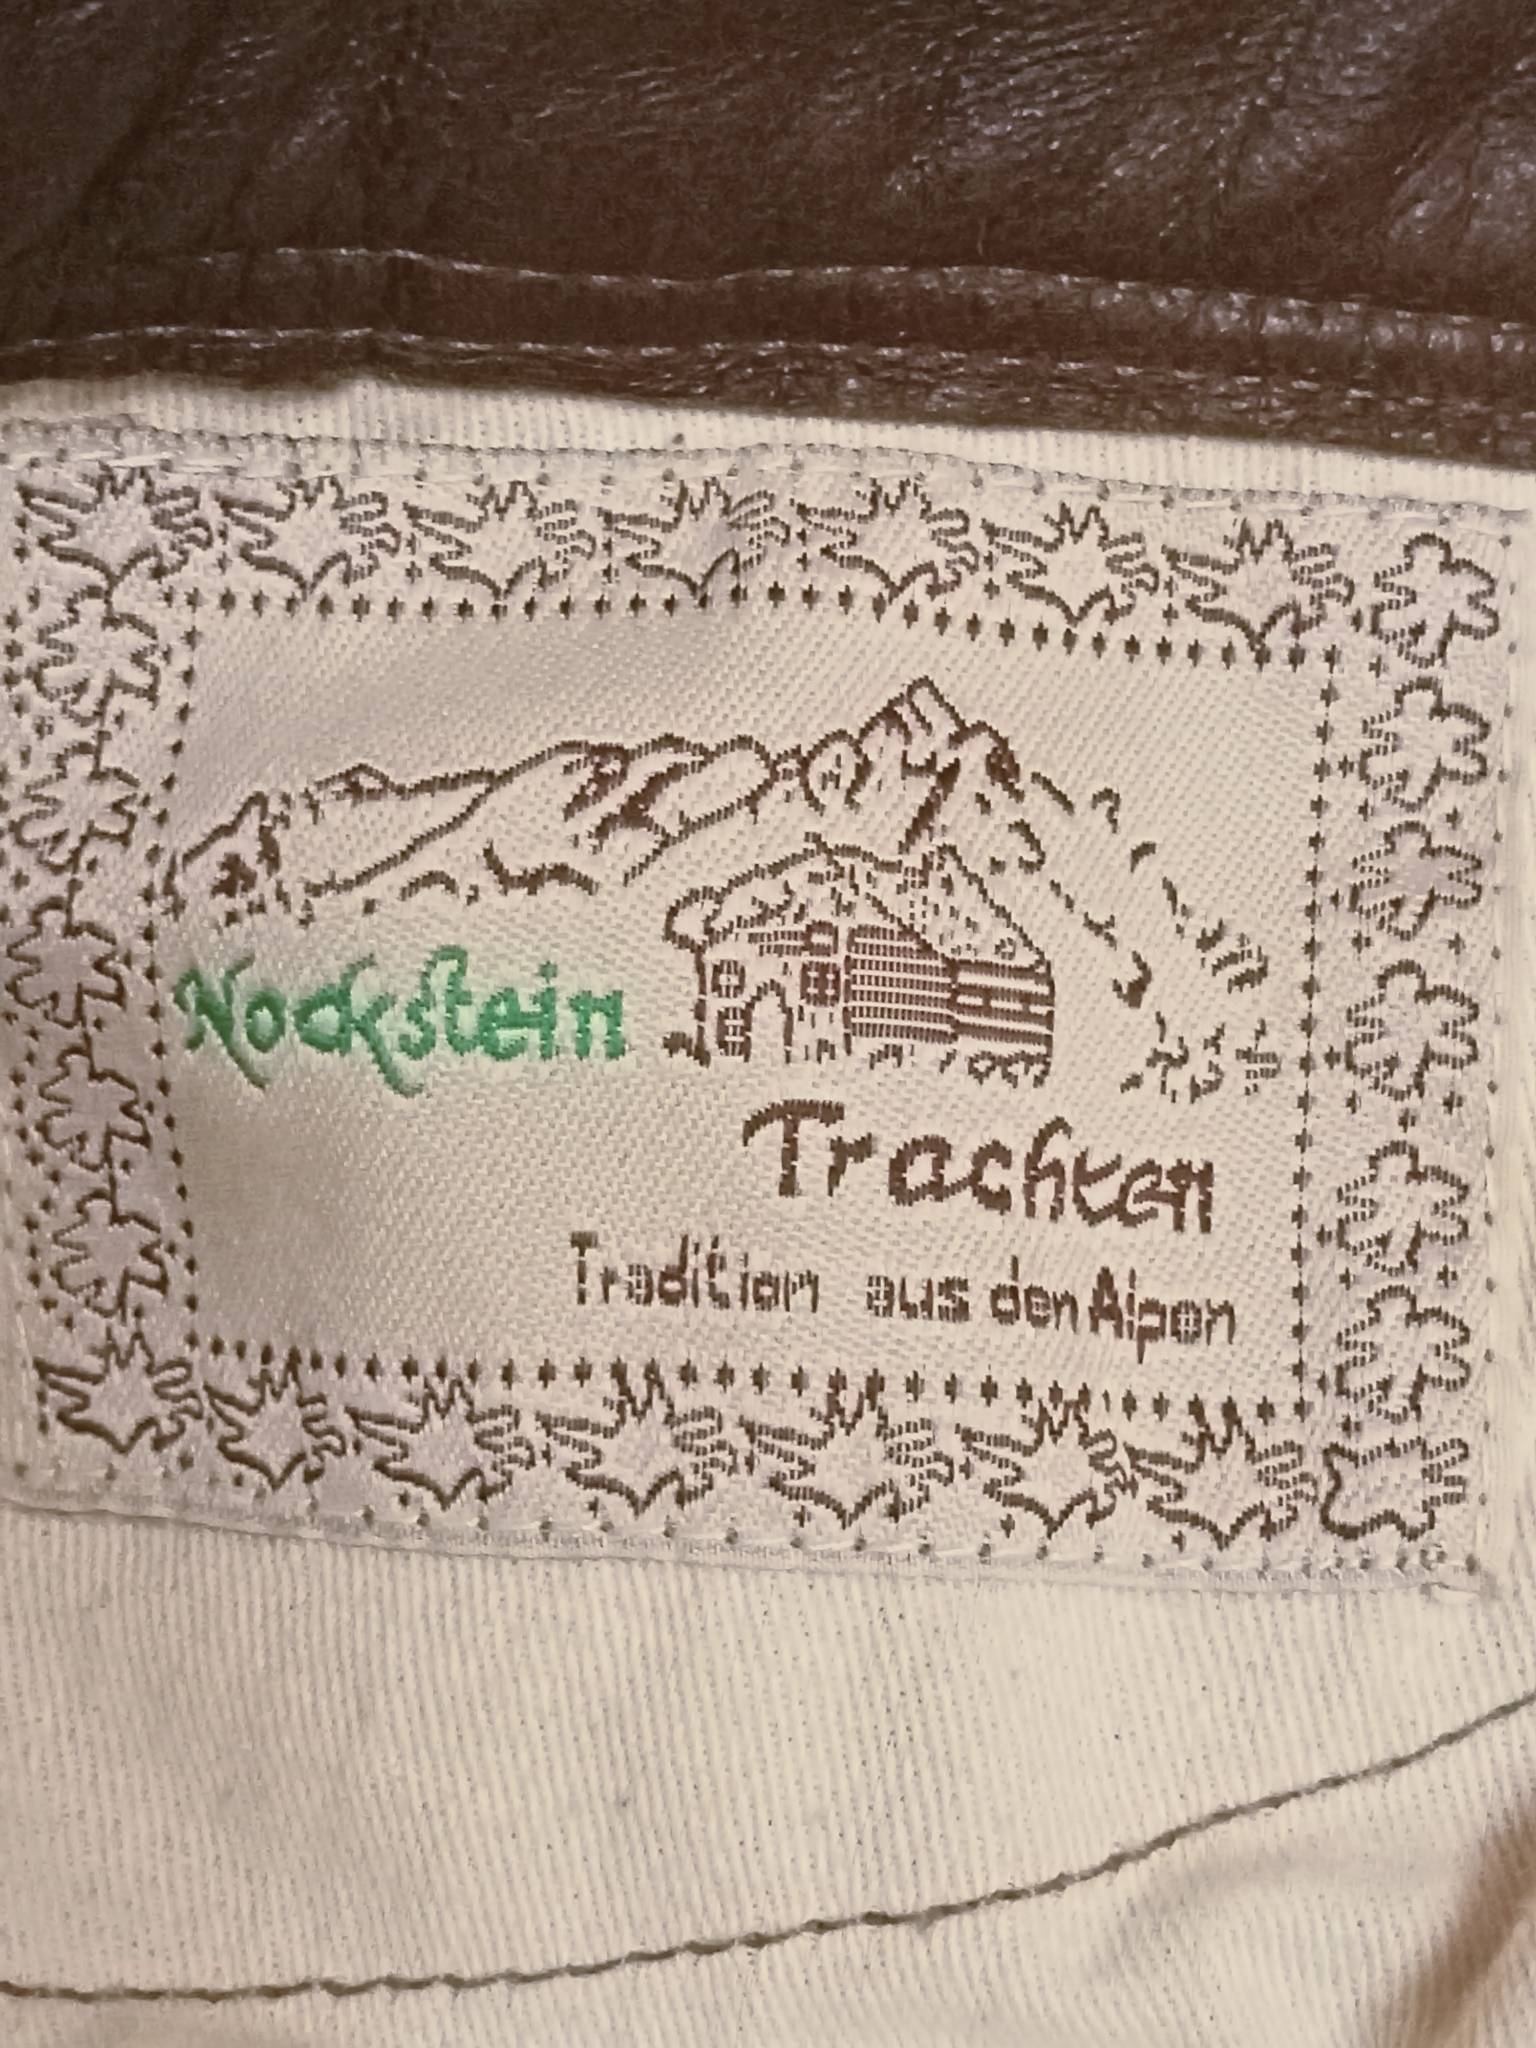 Nockstein
Trachten
Tradition aus den Alpen